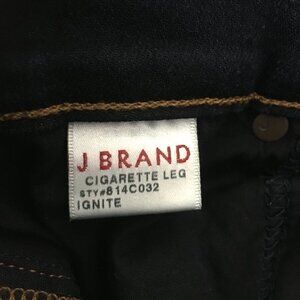 J BRAND
CIGARETTE LEG
STY#814C032
IGNITE